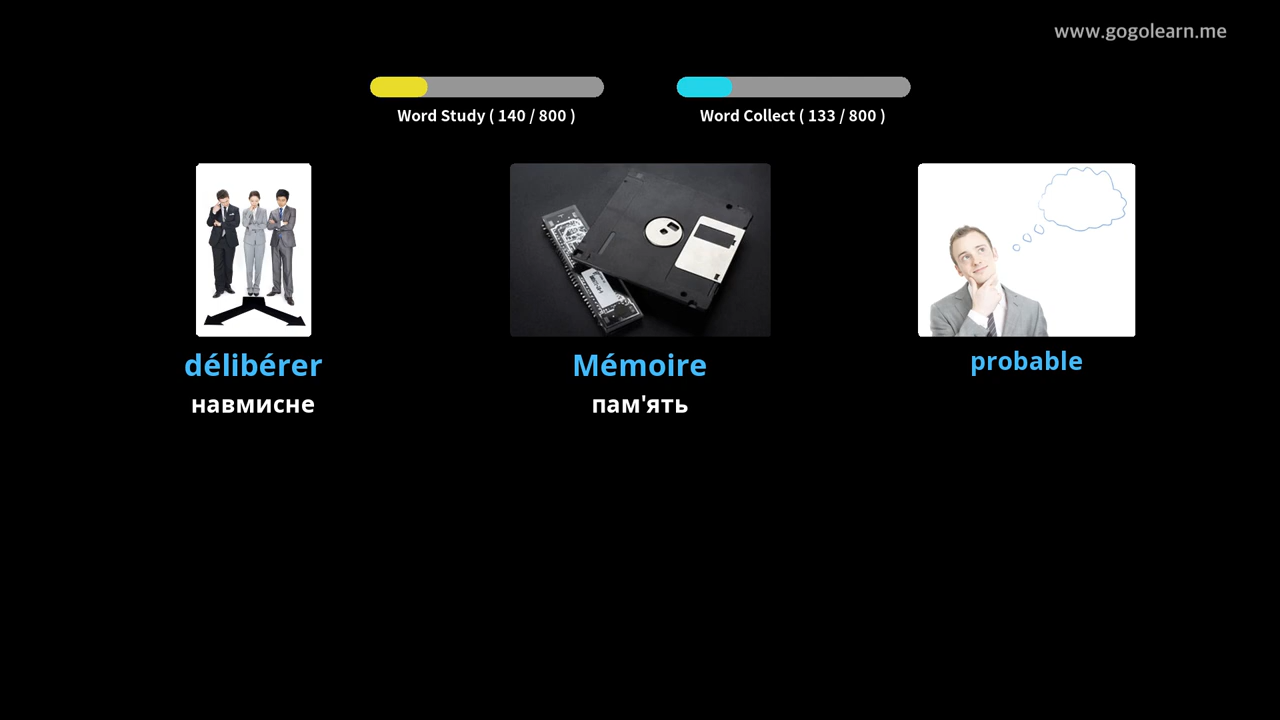 www.gogolearn.me
Word Study ( 140 / 800 )
Word Collect ( 133 / 800 )
délibérer
Mémoire
probable
навмисне
пам'ять